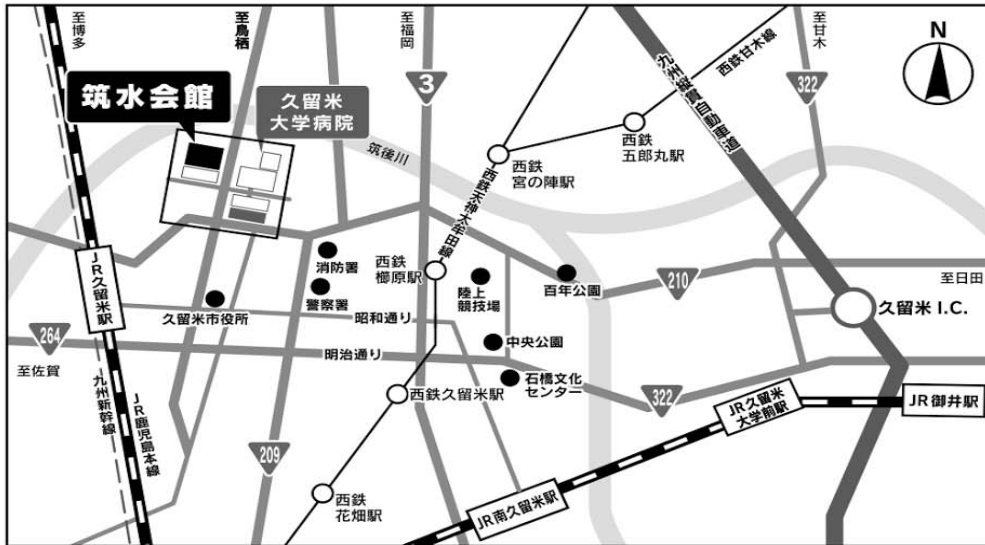 至博多
至鳥栖
至福岡
至甘木
N
3
322
西鉄甘木線
九州縦貫自動車道
筑水会館
久留米
大学病院
筑後川
西鉄
五郎丸駅
西鉄
宮の陣駅
西鉄天神大牟田線
JR久留米駅
消防署
西鉄
櫛原駅
陸上
競技場
百年公園
210
至日田
警察署
久留米市役所
昭和通り
久留米 I.C.
264
至佐賀
明治通り
中央公園
石橋文化
センター
西鉄久留米駅
322
JR久留米
大学前駅
JR御井駅
九州新幹線
JR鹿児島本線
209
西鉄
花畑駅
JR南久留米駅